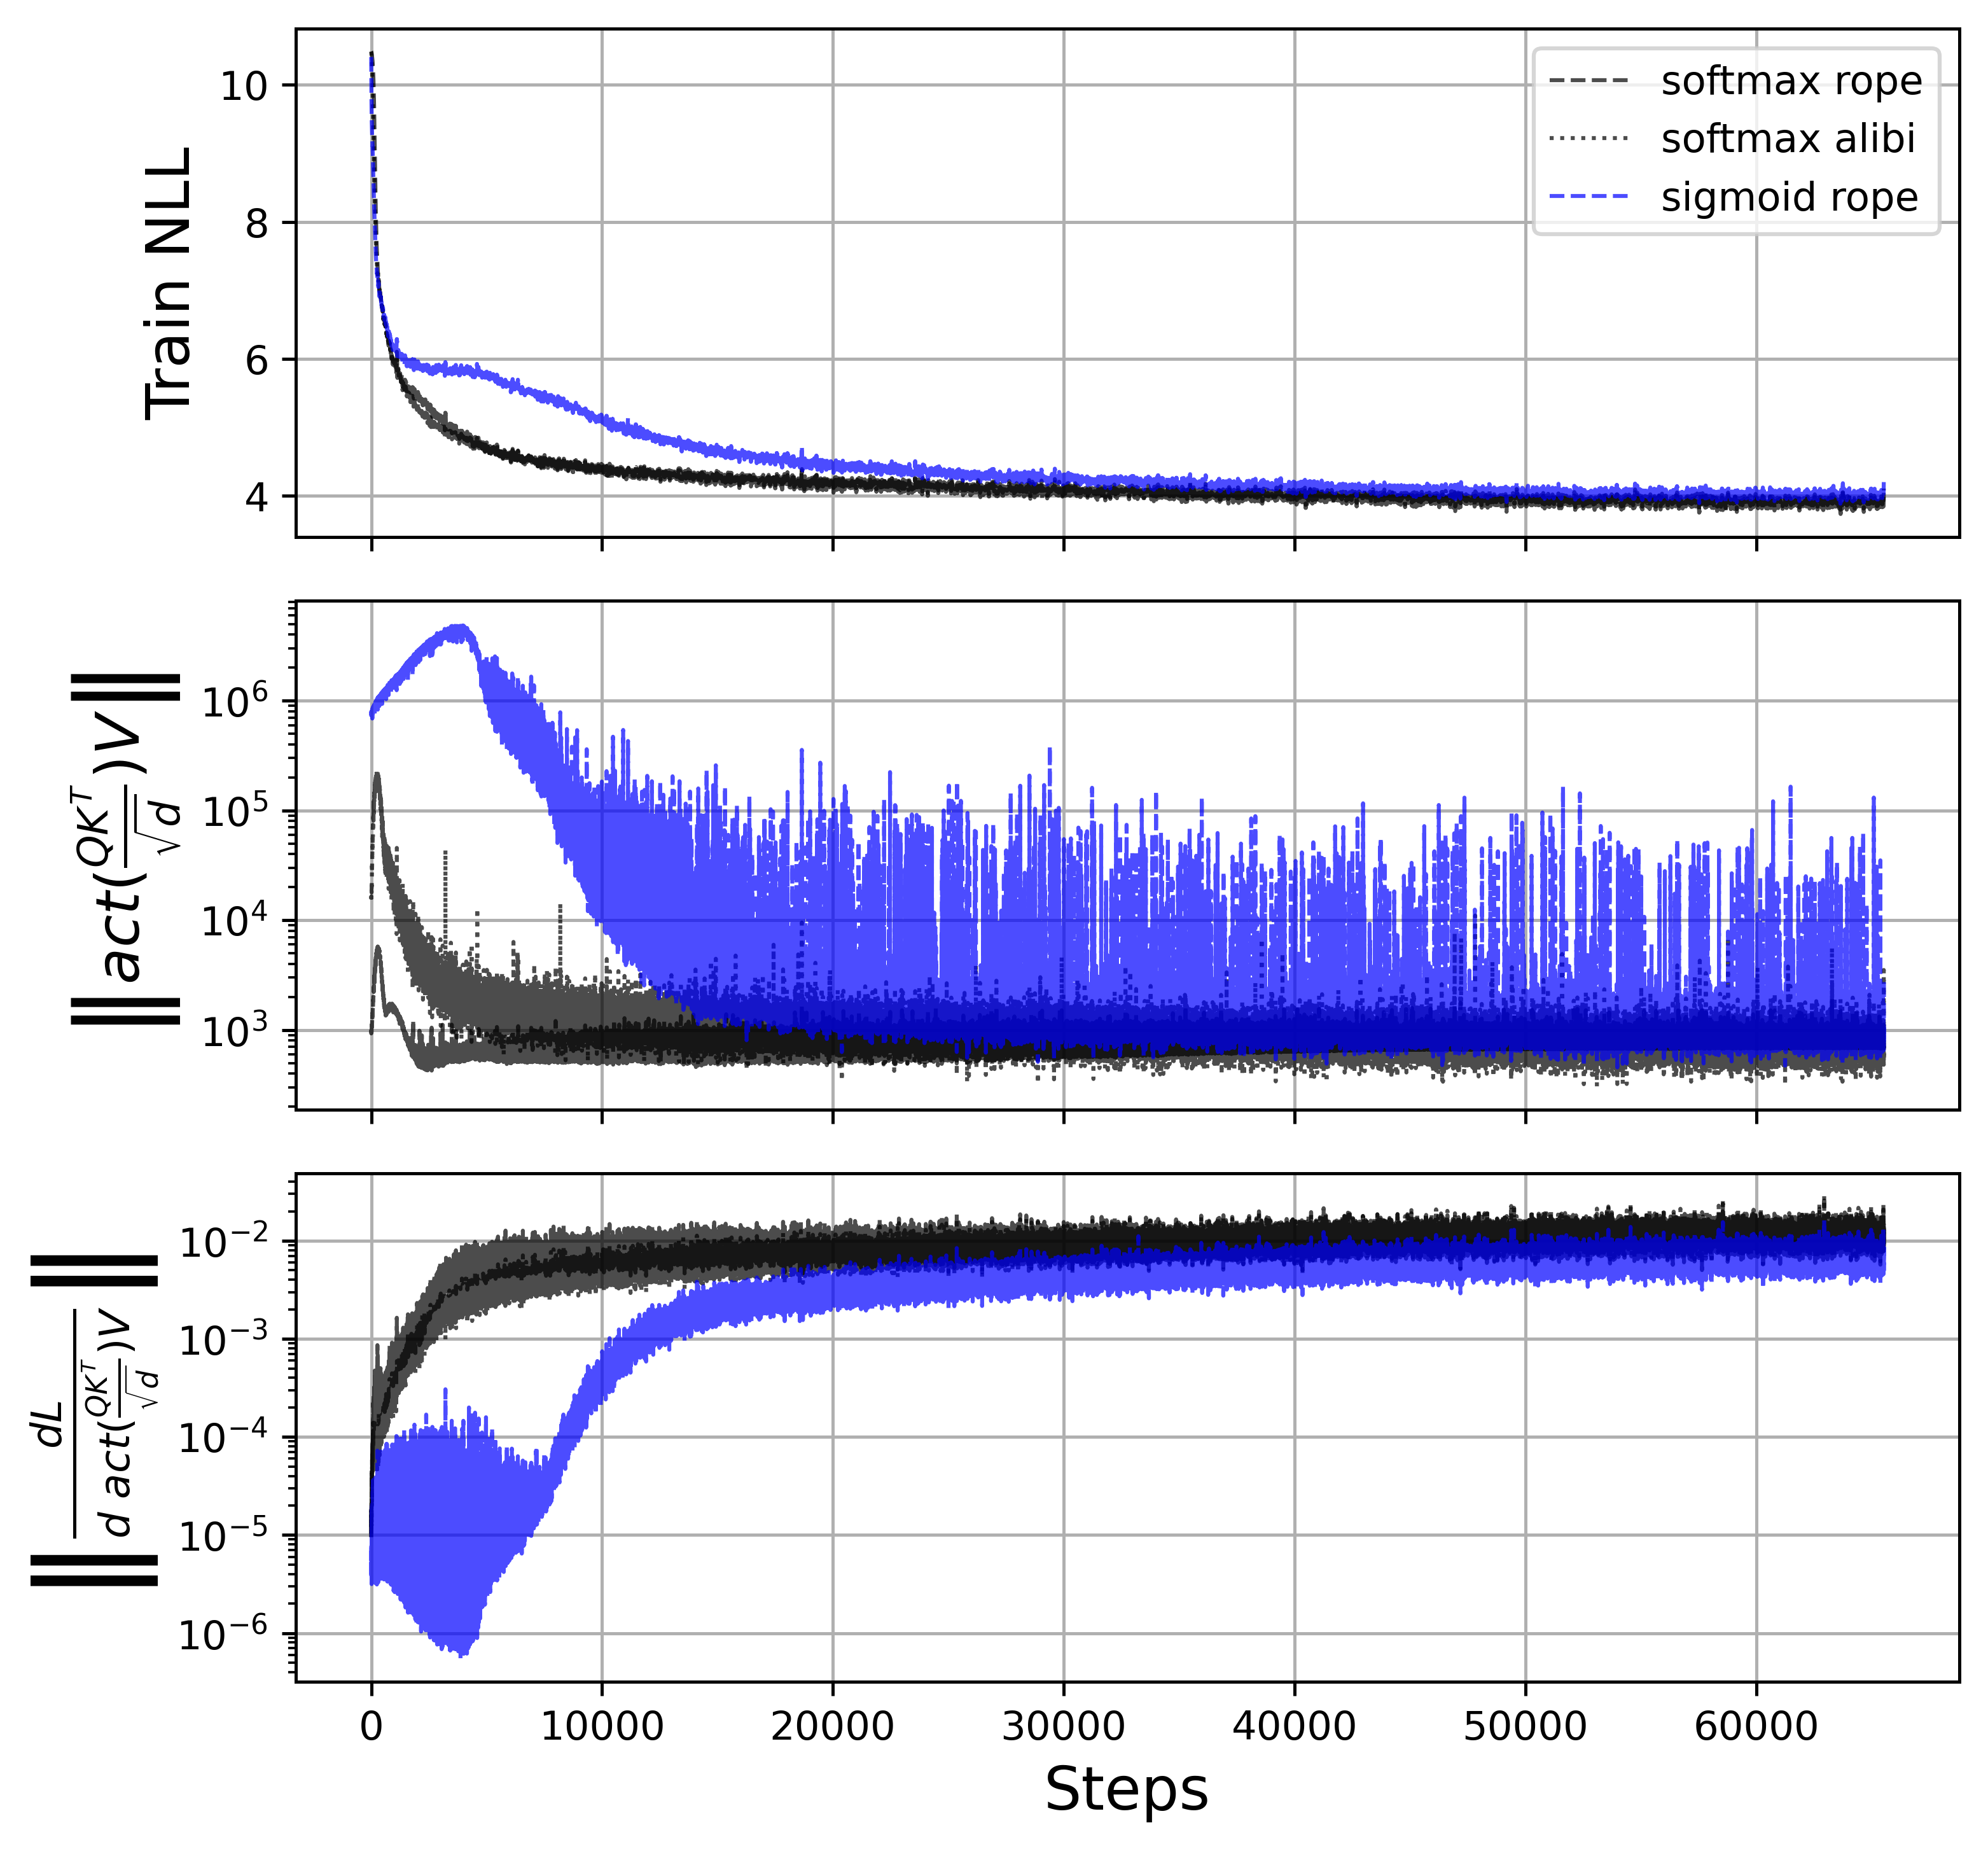 Train NLL
10
8
6
4
softmax rope
softmax alibi
sigmoid rope
‖ act(QK^T/√d)V ‖
10^6
10^5
10^4
10^3
‖ dL / d act(QK^T/√d)V ‖
10^−2
10^−3
10^−4
10^−5
10^−6
0 10000 20000 30000 40000 50000 60000
Steps